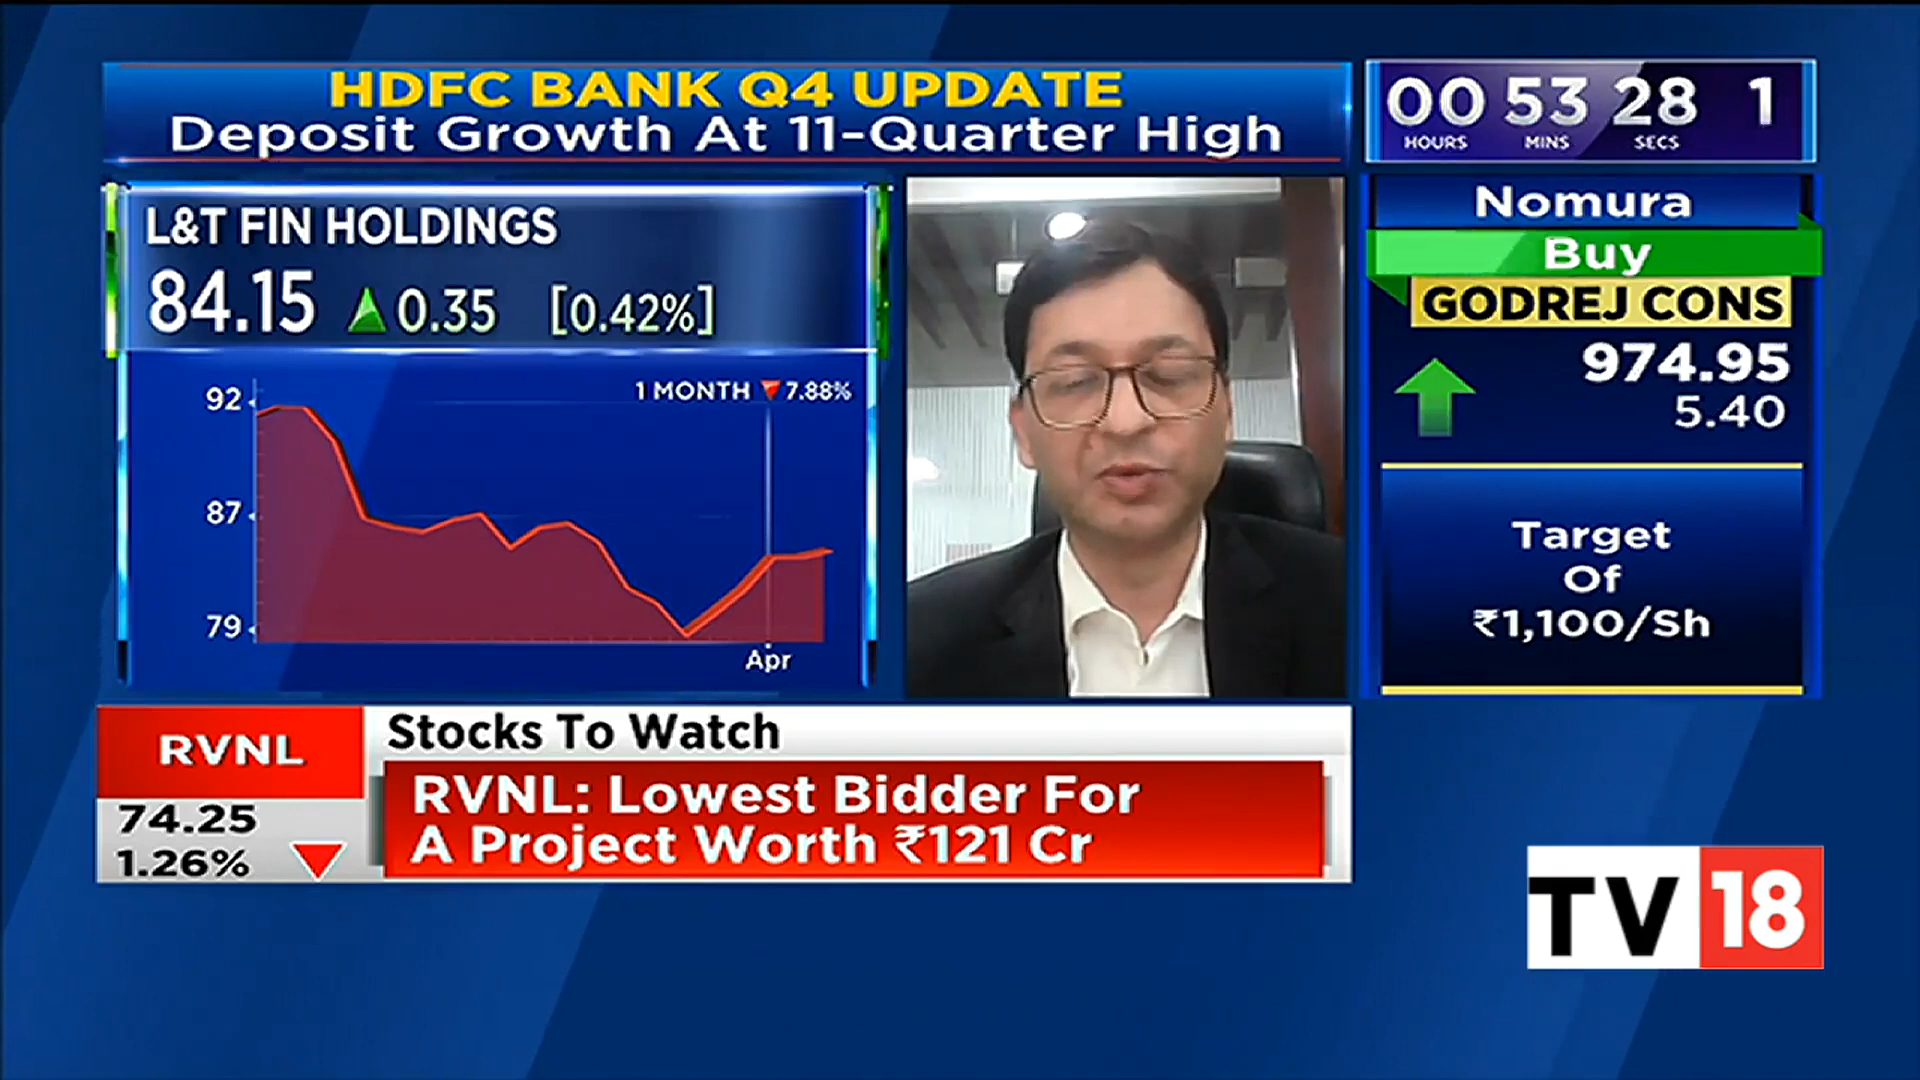 HDFC BANK Q4 UPDATE
Deposit Growth At 11-Quarter High
00 53 28 1
HOURS MINS SECS
L&T FIN HOLDINGS
84.15 0.35 [0.42%]
1 MONTH 7.88%
92
87
79
Apr
Nomura
Buy
GODREJ CONS
974.95
5.40
Target
Of
₹1,100/Sh
RVNL
74.25
1.26%
Stocks To Watch
RVNL: Lowest Bidder For
A Project Worth ₹121 Cr
TV18